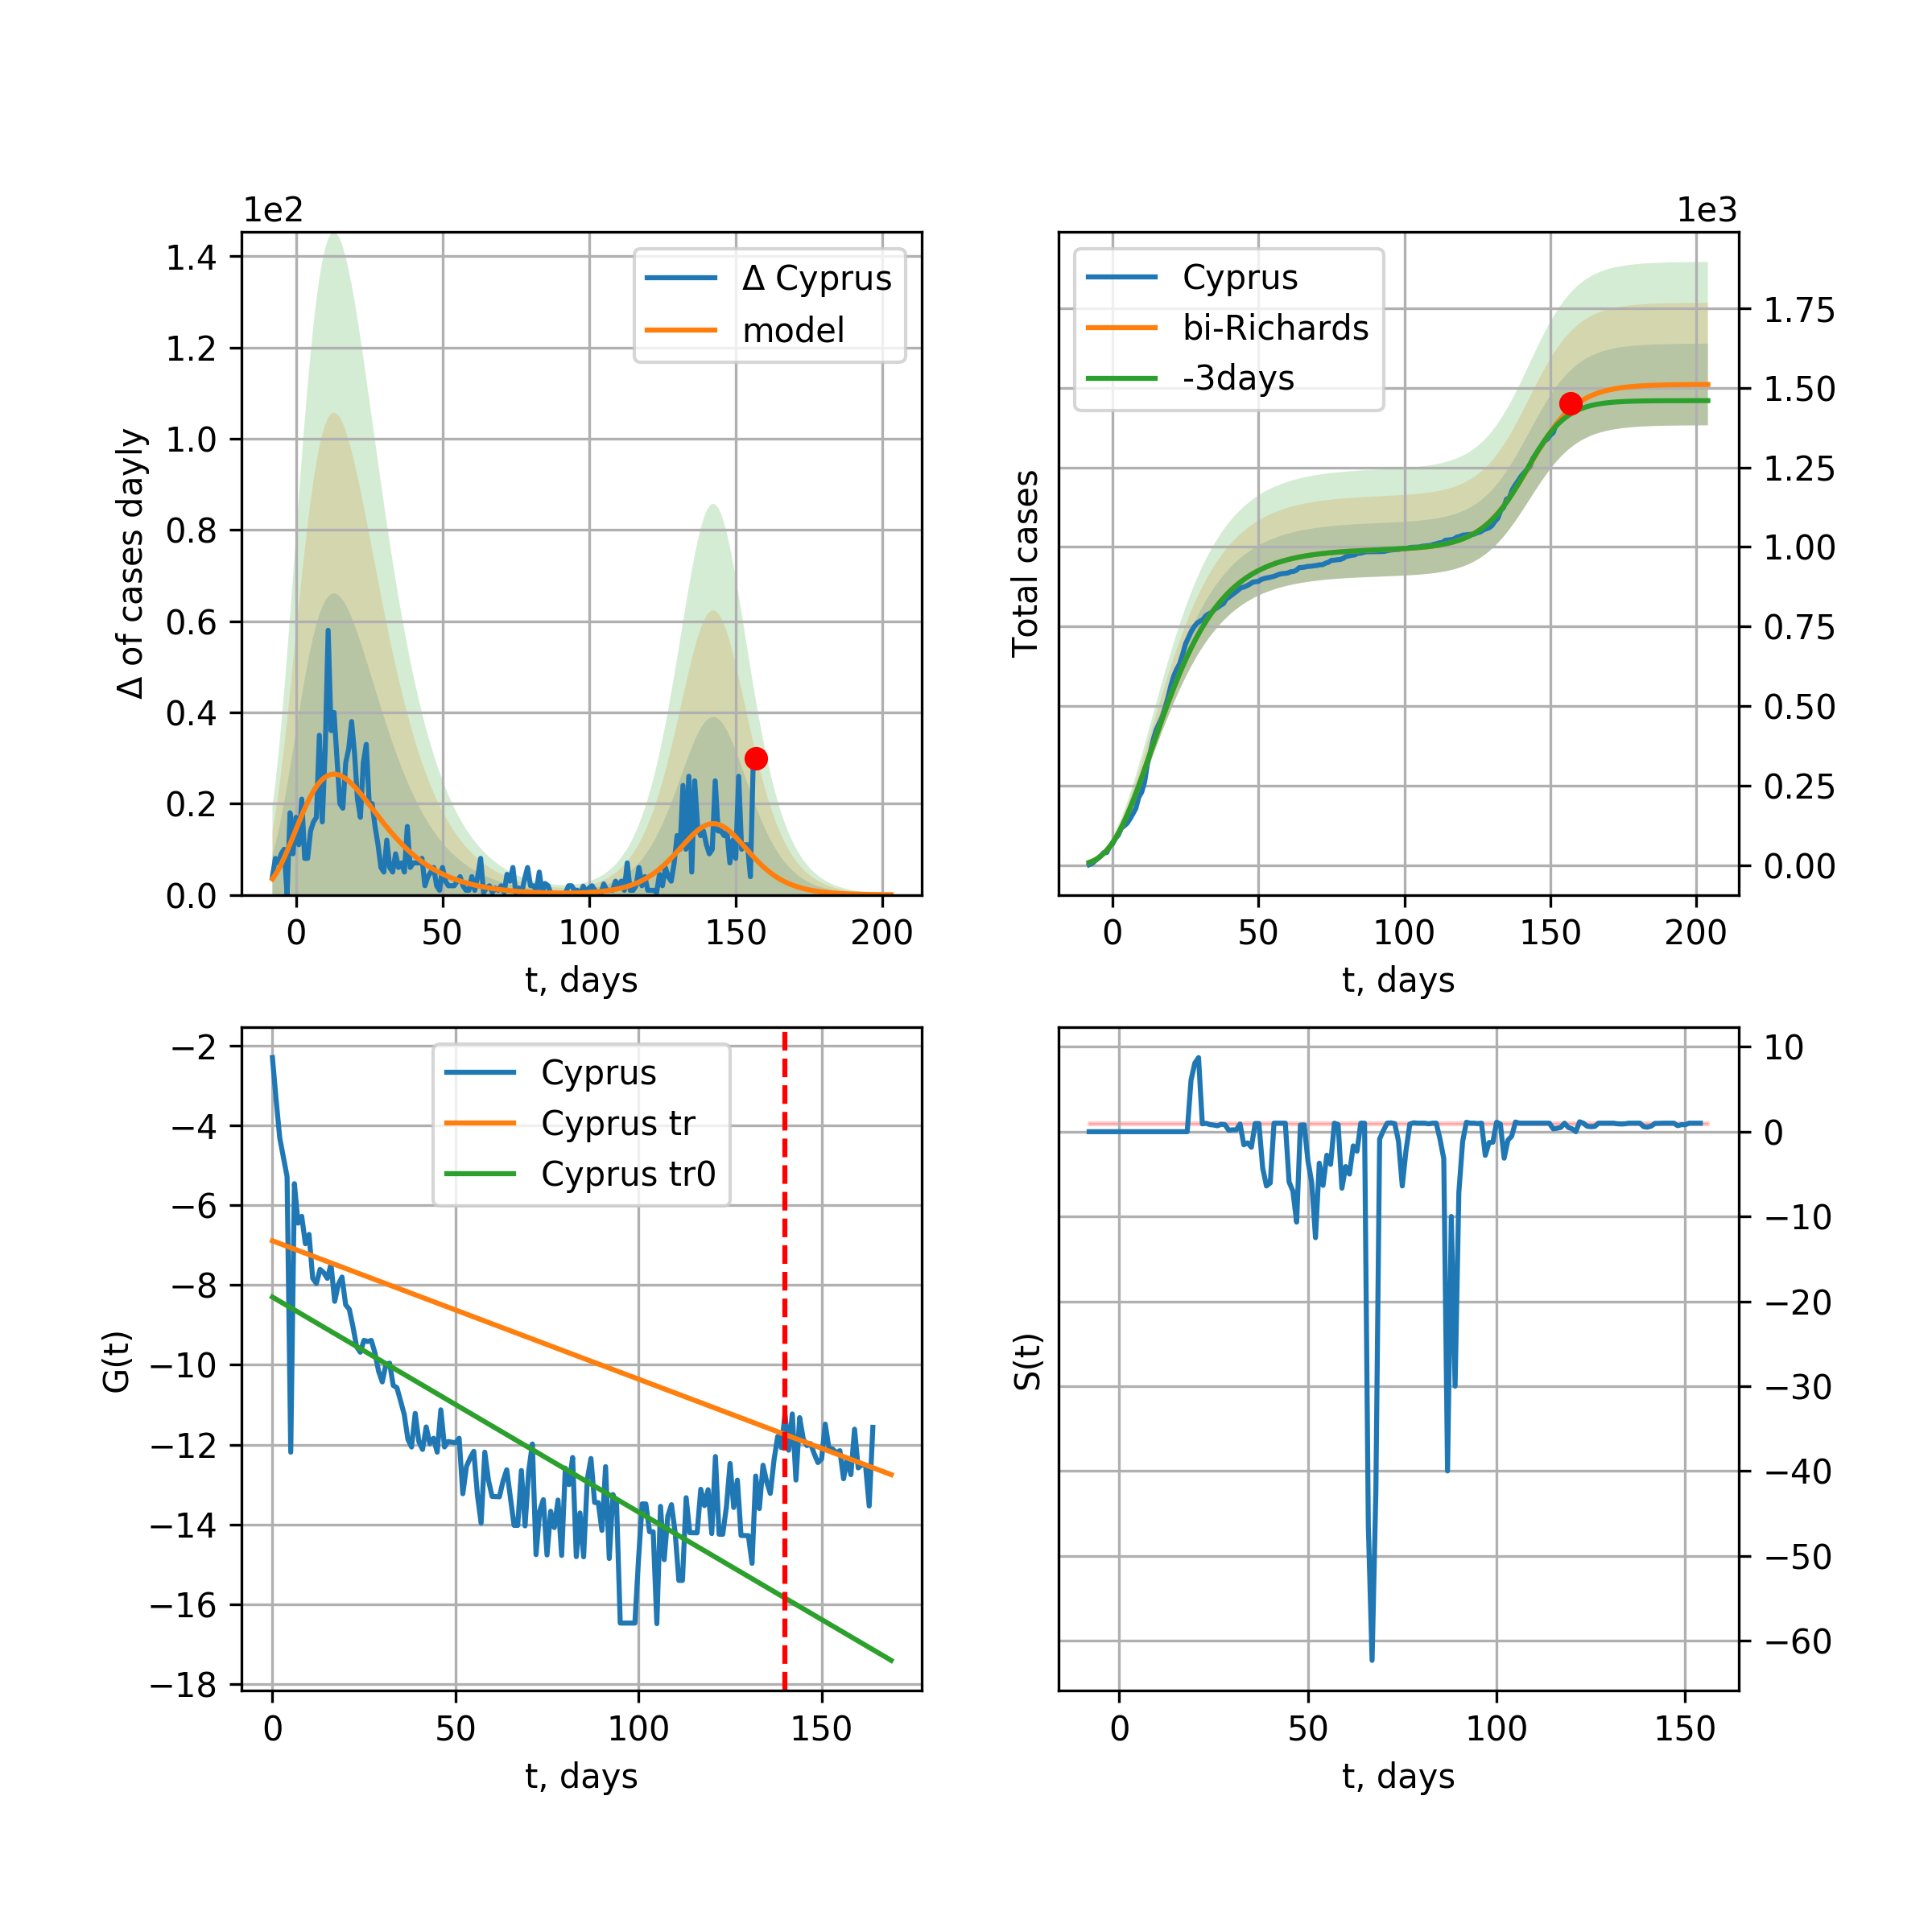 1e2
1.4
1.2
1.0
0.8
0.6
0.4
0.2
0.0
Δ of cases dayly
Δ Cyprus
model
0 50 100 150 200
t, days
1e3
Cyprus
bi-Richards
-3days
Total cases
1.75
1.50
1.25
1.00
0.75
0.50
0.25
0.00
0 50 100 150 200
t, days
−2
−4
−6
−8
−10
−12
−14
−16
−18
G(t)
Cyprus
Cyprus tr
Cyprus tr0
0 50 100 150
t, days
S(t)
10
0
−10
−20
−30
−40
−50
−60
0 50 100 150
t, days